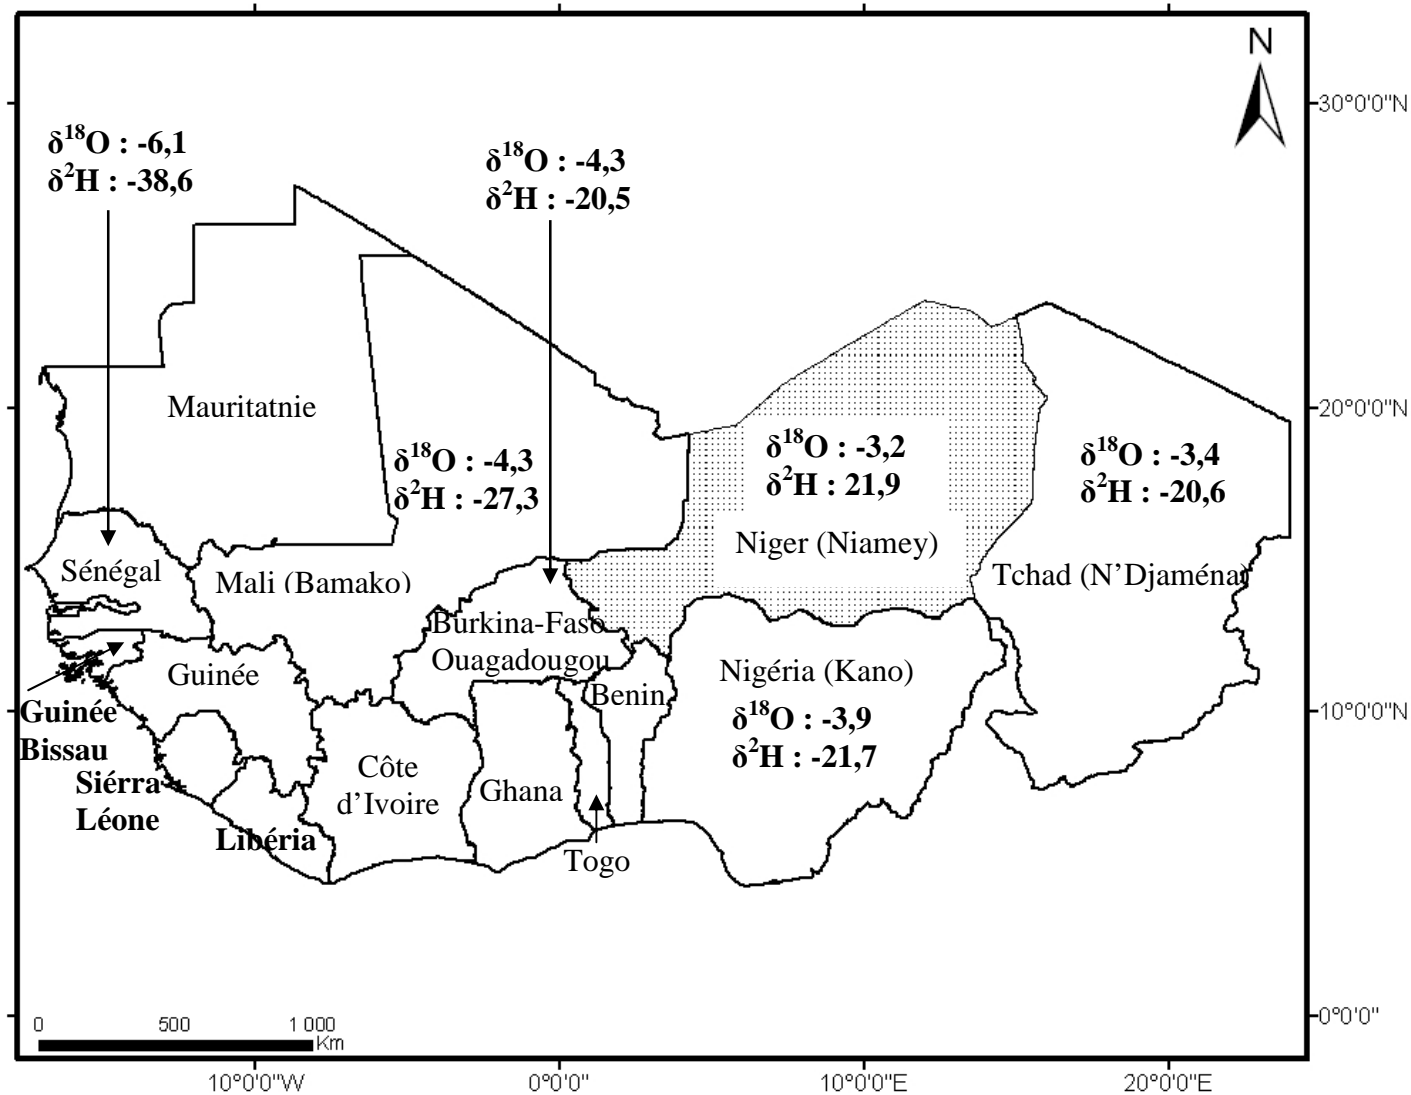 N
30°0'0"N
δ¹⁸O : -6,1
δ²H : -38,6
δ¹⁸O : -4,3
δ²H : -20,5
Mauritatnie
20°0'0"N
δ¹⁸O : -4,3
δ²H : -27,3
δ¹⁸O : -3,2
δ²H : 21,9
δ¹⁸O : -3,4
δ²H : -20,6
Niger (Niamey)
Sénégal
Mali (Bamako)
Tchad (N'Djaména)
Burkina-Faso
Ouagadougou
Guinée
Benin
Nigéria (Kano)
δ¹⁸O : -3,9
δ²H : -21,7
10°0'0"N
Guinée
Bissau
Siérra
Léone
Côte
d'Ivoire
Ghana
Libéria
Togo
0 500 1 000
Km
0°0'0"
10°0'0"W 0°0'0" 10°0'0"E 20°0'0"E